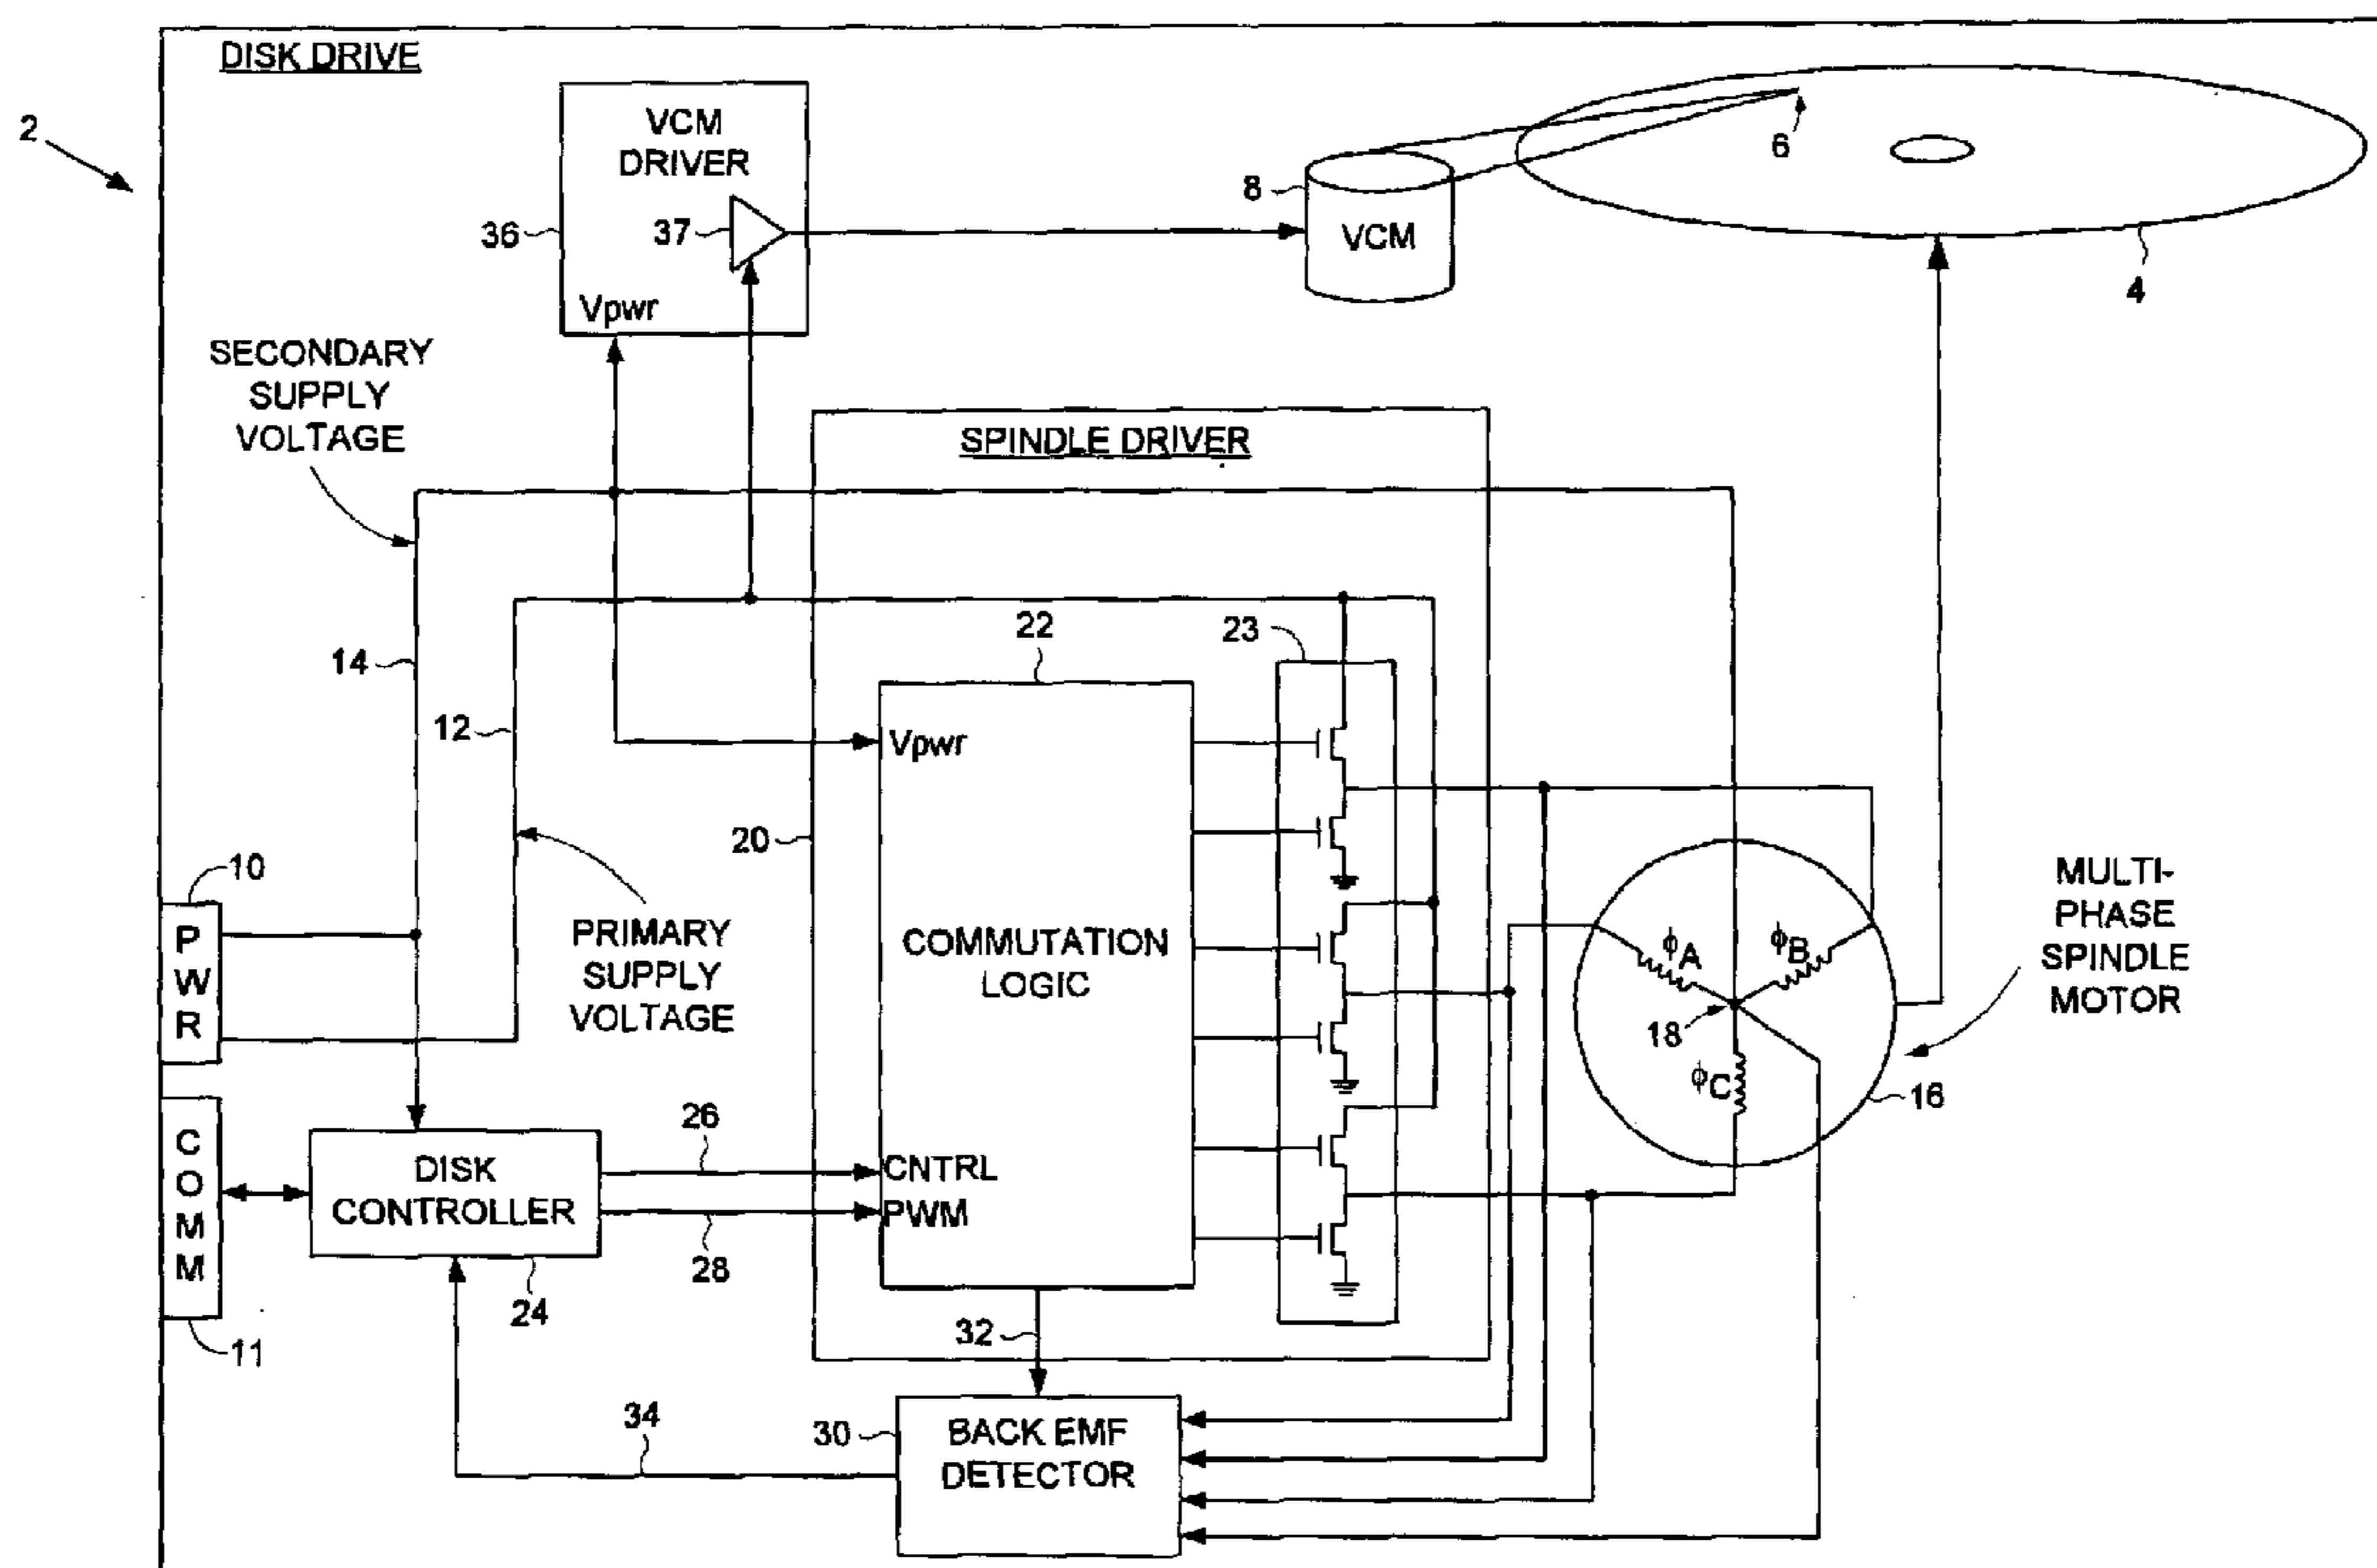 DISK DRIVE
2
VCM
DRIVER
36
37
Vpwr
8
VCM
6
4
SECONDARY
SUPPLY
VOLTAGE
SPINDLE DRIVER
14
12
22
23
Vpwr
20
10
P
W
R
PRIMARY
SUPPLY
VOLTAGE
COMMUTATION
LOGIC
MULTI-
PHASE
SPINDLE
MOTOR
ϕA
ϕB
18
ϕC
16
C
O
M
M
11
DISK
CONTROLLER
24
26
28
CNTRL
PWM
32
34
30
BACK EMF
DETECTOR